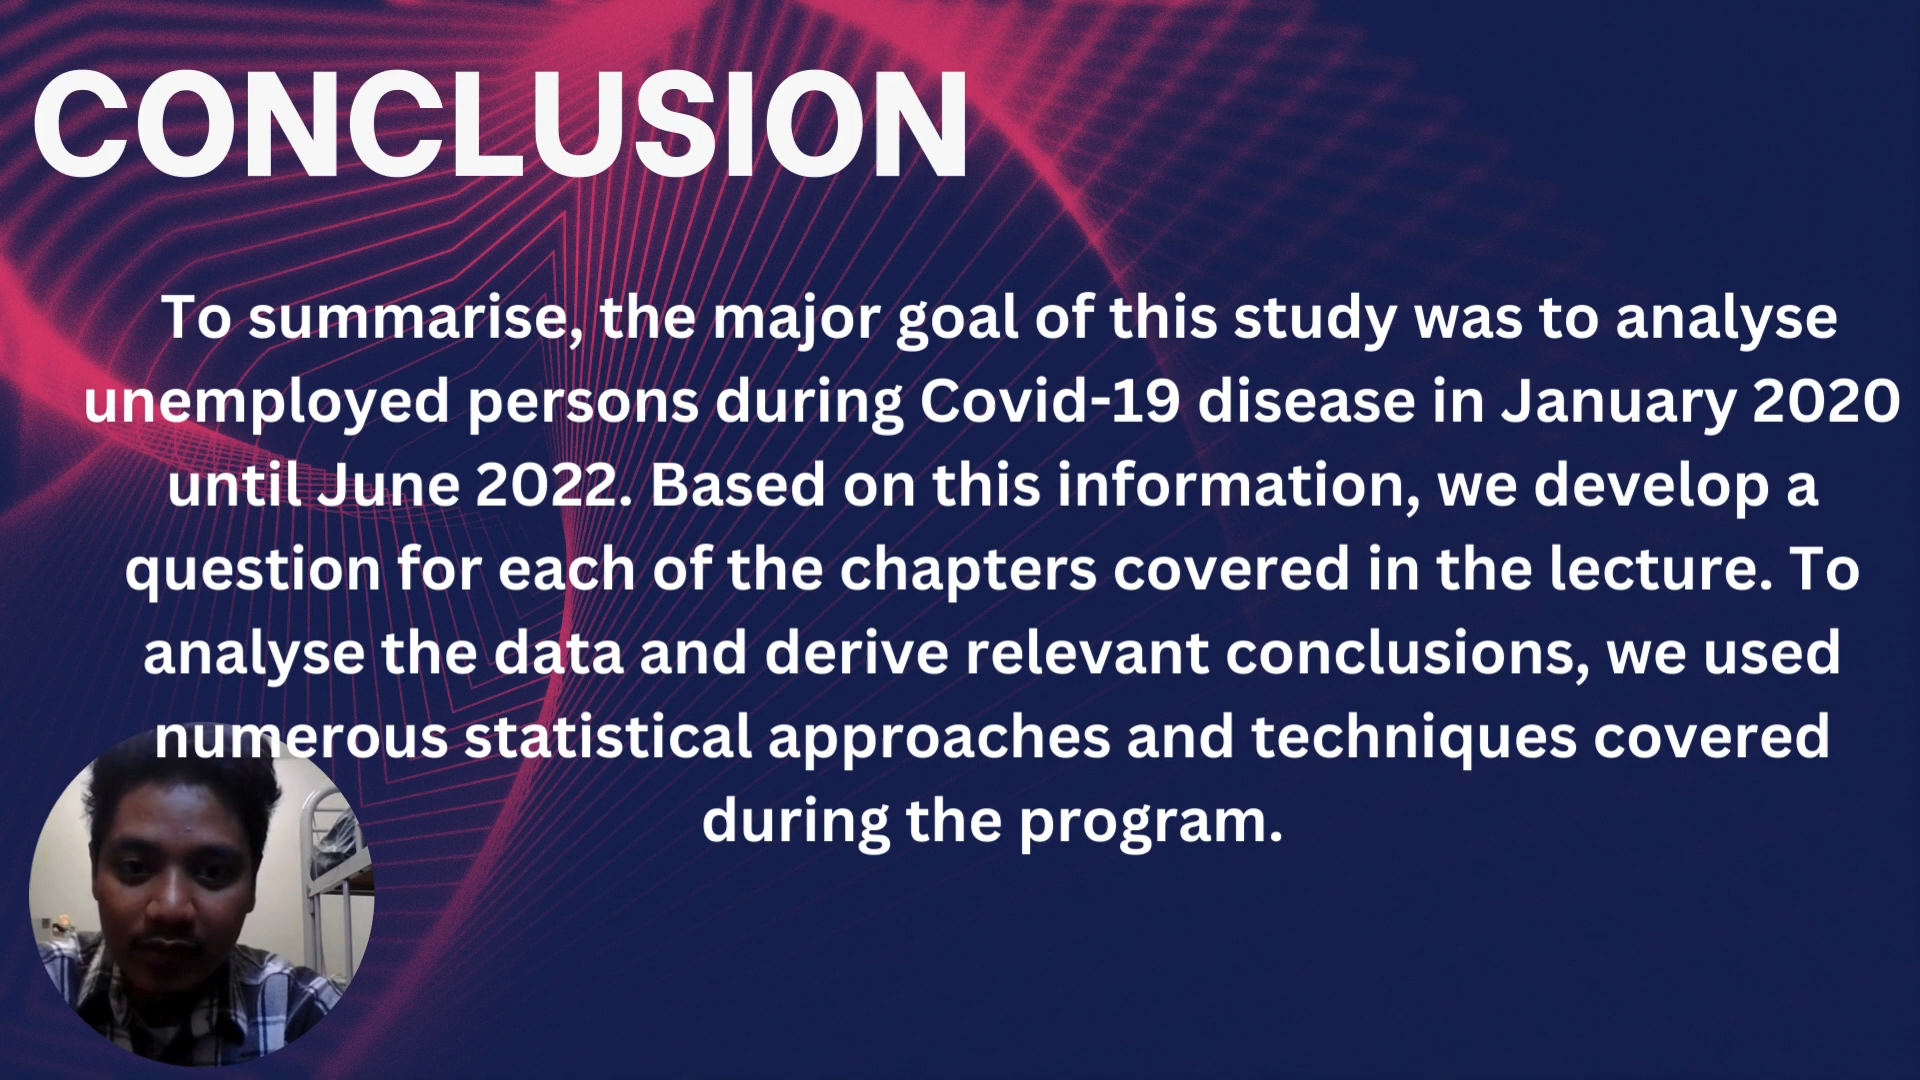 CONCLUSION
To summarise, the major goal of this study was to analyse
unemployed persons during Covid-19 disease in January 2020
until June 2022. Based on this information, we develop a
question for each of the chapters covered in the lecture. To
analyse the data and derive relevant conclusions, we used
numerous statistical approaches and techniques covered
during the program.